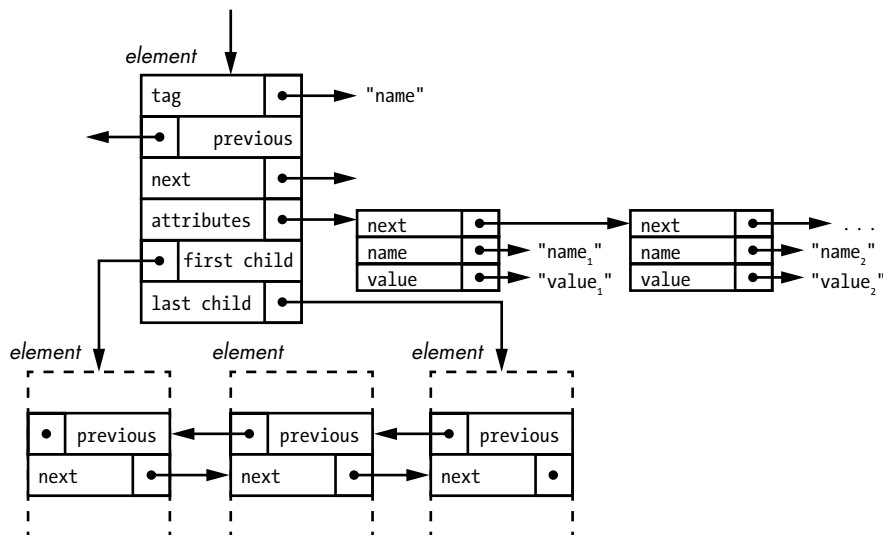 element
tag "name"
previous
next
attributes next next ...
first child name "name₁" name "name₂"
last child value "value₁" value "value₂"
element element element
previous previous previous
next next next